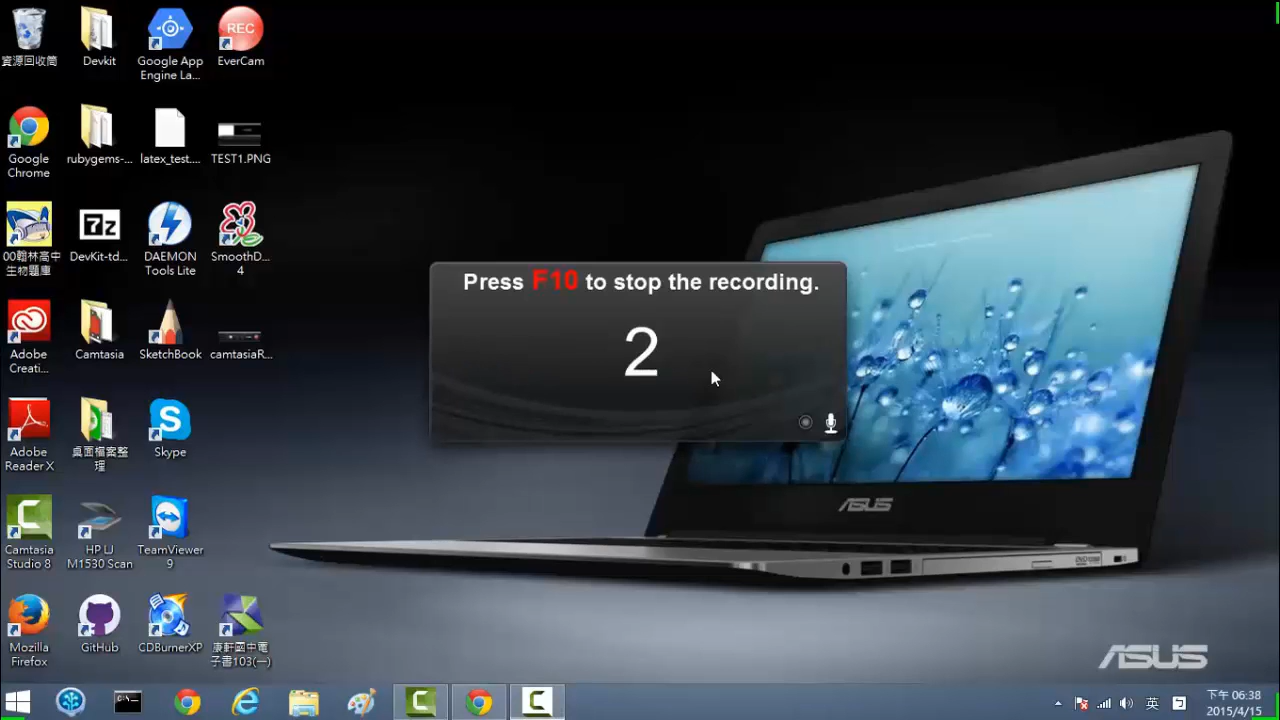 資源回收筒
Devkit
Google App
Engine La...
REC
EverCam
Google
Chrome
rubygems-...
latex_test....
TEST1.PNG
00翰林高中
生物題庫
7z
DevKit-td...
DAEMON
Tools Lite
SmoothD...
4
Adobe
Creati...
Camtasia
SketchBook
camtasiaR...
Adobe
Reader X
桌面檔案整
理
Skype
Camtasia
Studio 8
HP LJ
M1530 Scan
TeamViewer
9
Mozilla
Firefox
GitHub
CDBurnerXP
康軒國中電
子書103(一)
Press F10 to stop the recording.
2
ASUS
ASUS
英
下午 06:38
2015/4/15